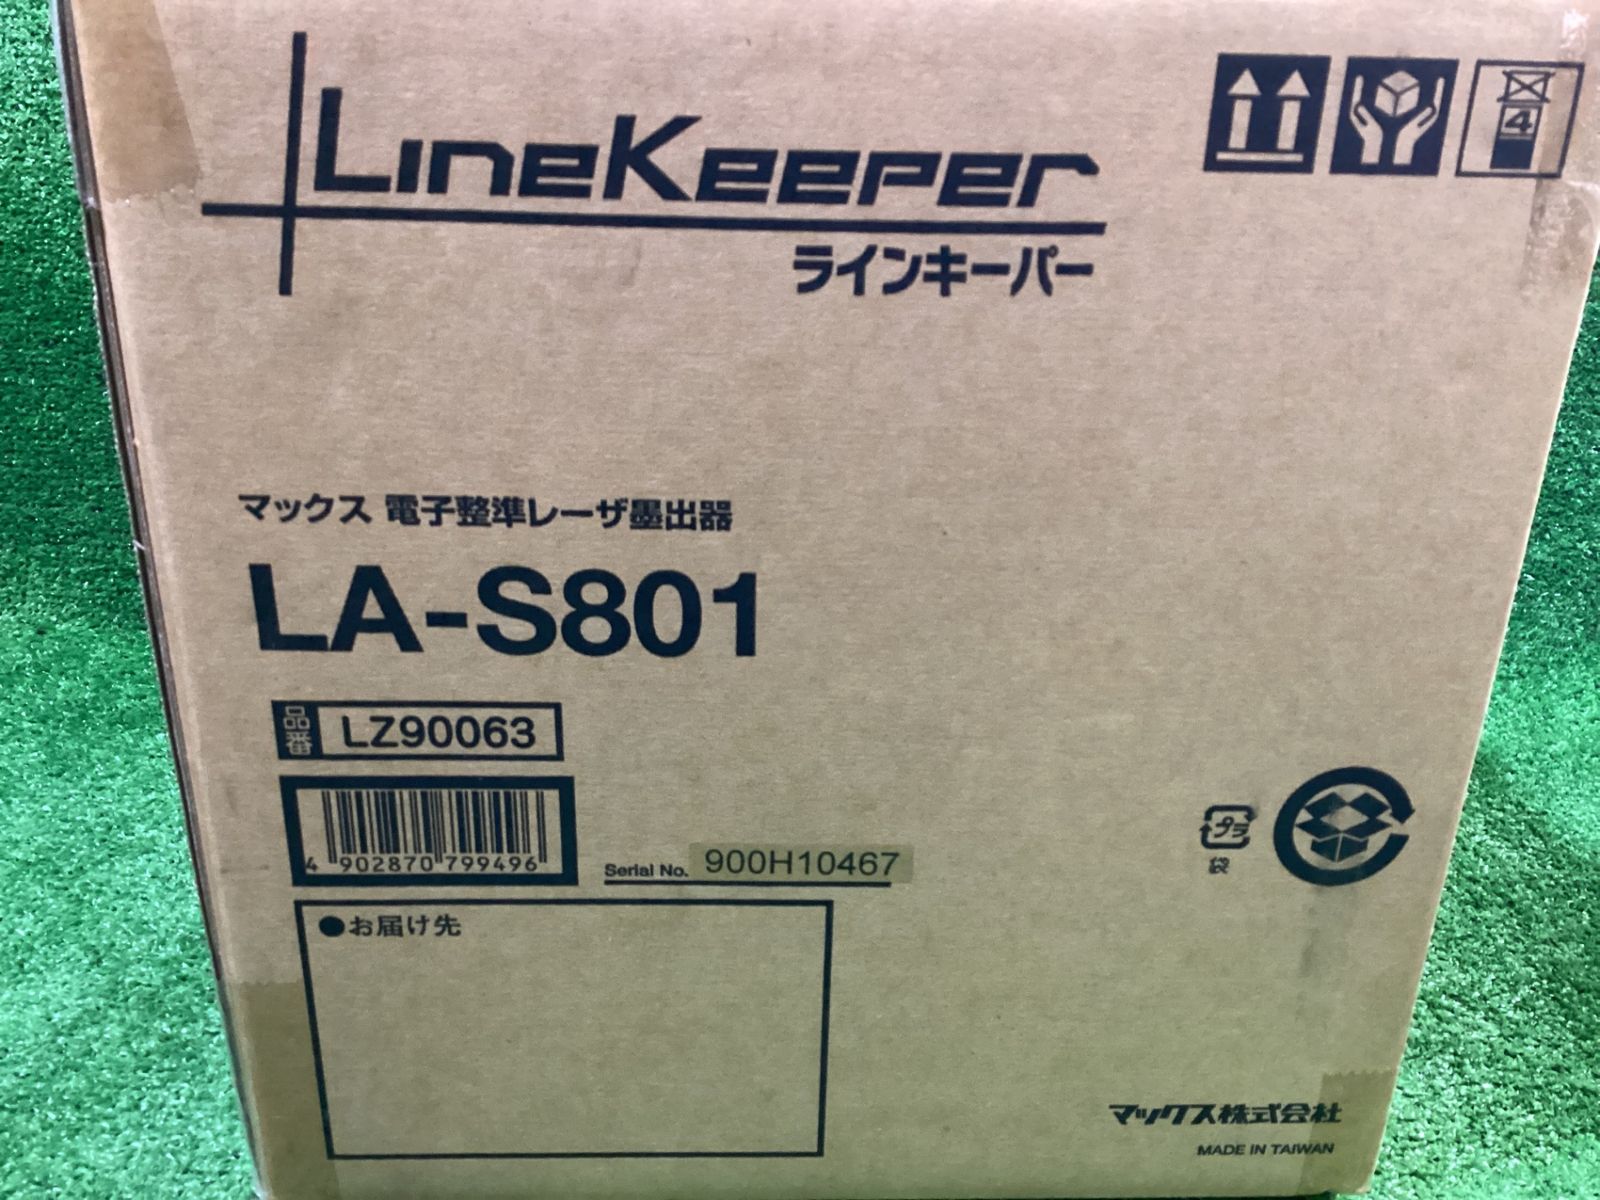 LineKeeper
ラインキーパー
4
マックス 電子整準レーザ墨出器
LA-S801
品番 LZ90063
4 902870 799496
Serial No. 900H10467
プラ
袋
●お届け先
マックス株式会社
MADE IN TAIWAN